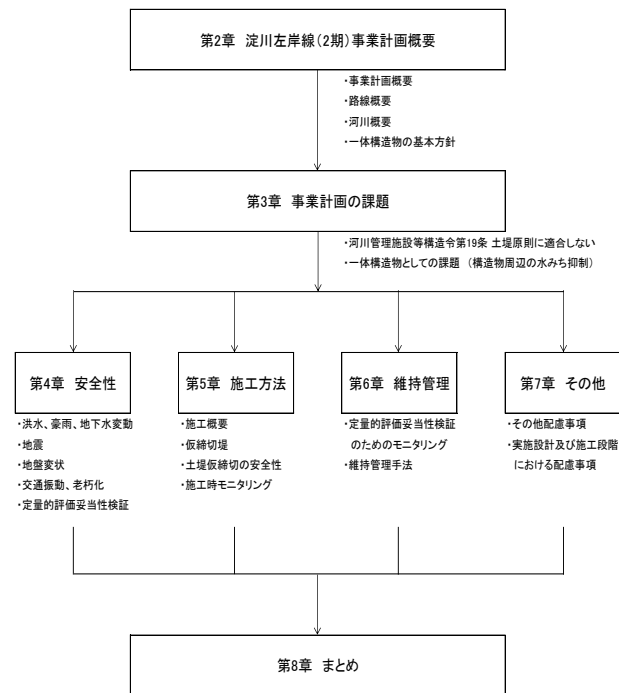 第2章 淀川左岸線(2期)事業計画概要
・事業計画概要
・路線概要
・河川概要
・一体構造物の基本方針
第3章 事業計画の課題
・河川管理施設等構造令第19条 土堤原則に適合しない
・一体構造物としての課題 (構造物周辺の水みち抑制)
第4章 安全性
・洪水、豪雨、地下水変動
・地震
・地盤変状
・交通振動、老朽化
・定量的評価妥当性検証
第5章 施工方法
・施工概要
・仮締切堤
・土堤仮締切の安全性
・施工時モニタリング
第6章 維持管理
・定量的評価妥当性検証
のためのモニタリング
・維持管理手法
第7章 その他
・その他配慮事項
・実施設計及び施工段階
における配慮事項
第8章 まとめ